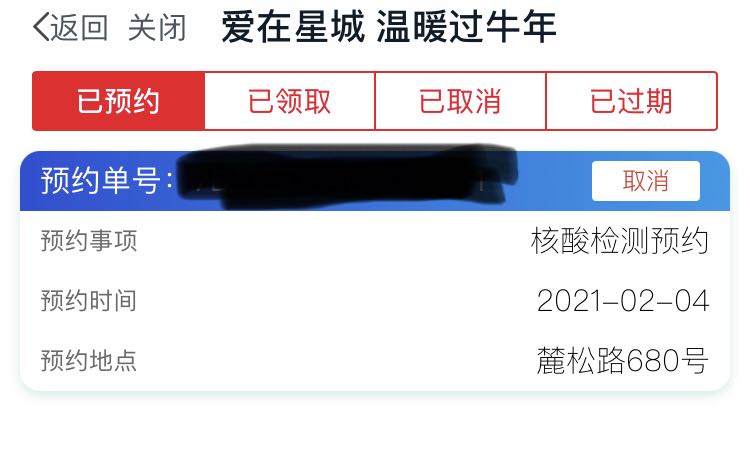 返回 关闭 爱在星城 温暖过牛年
已预约 已领取 已取消 已过期
预约单号: 取消
预约事项 核酸检测预约
预约时间 2021-02-04
预约地点 麓松路680号